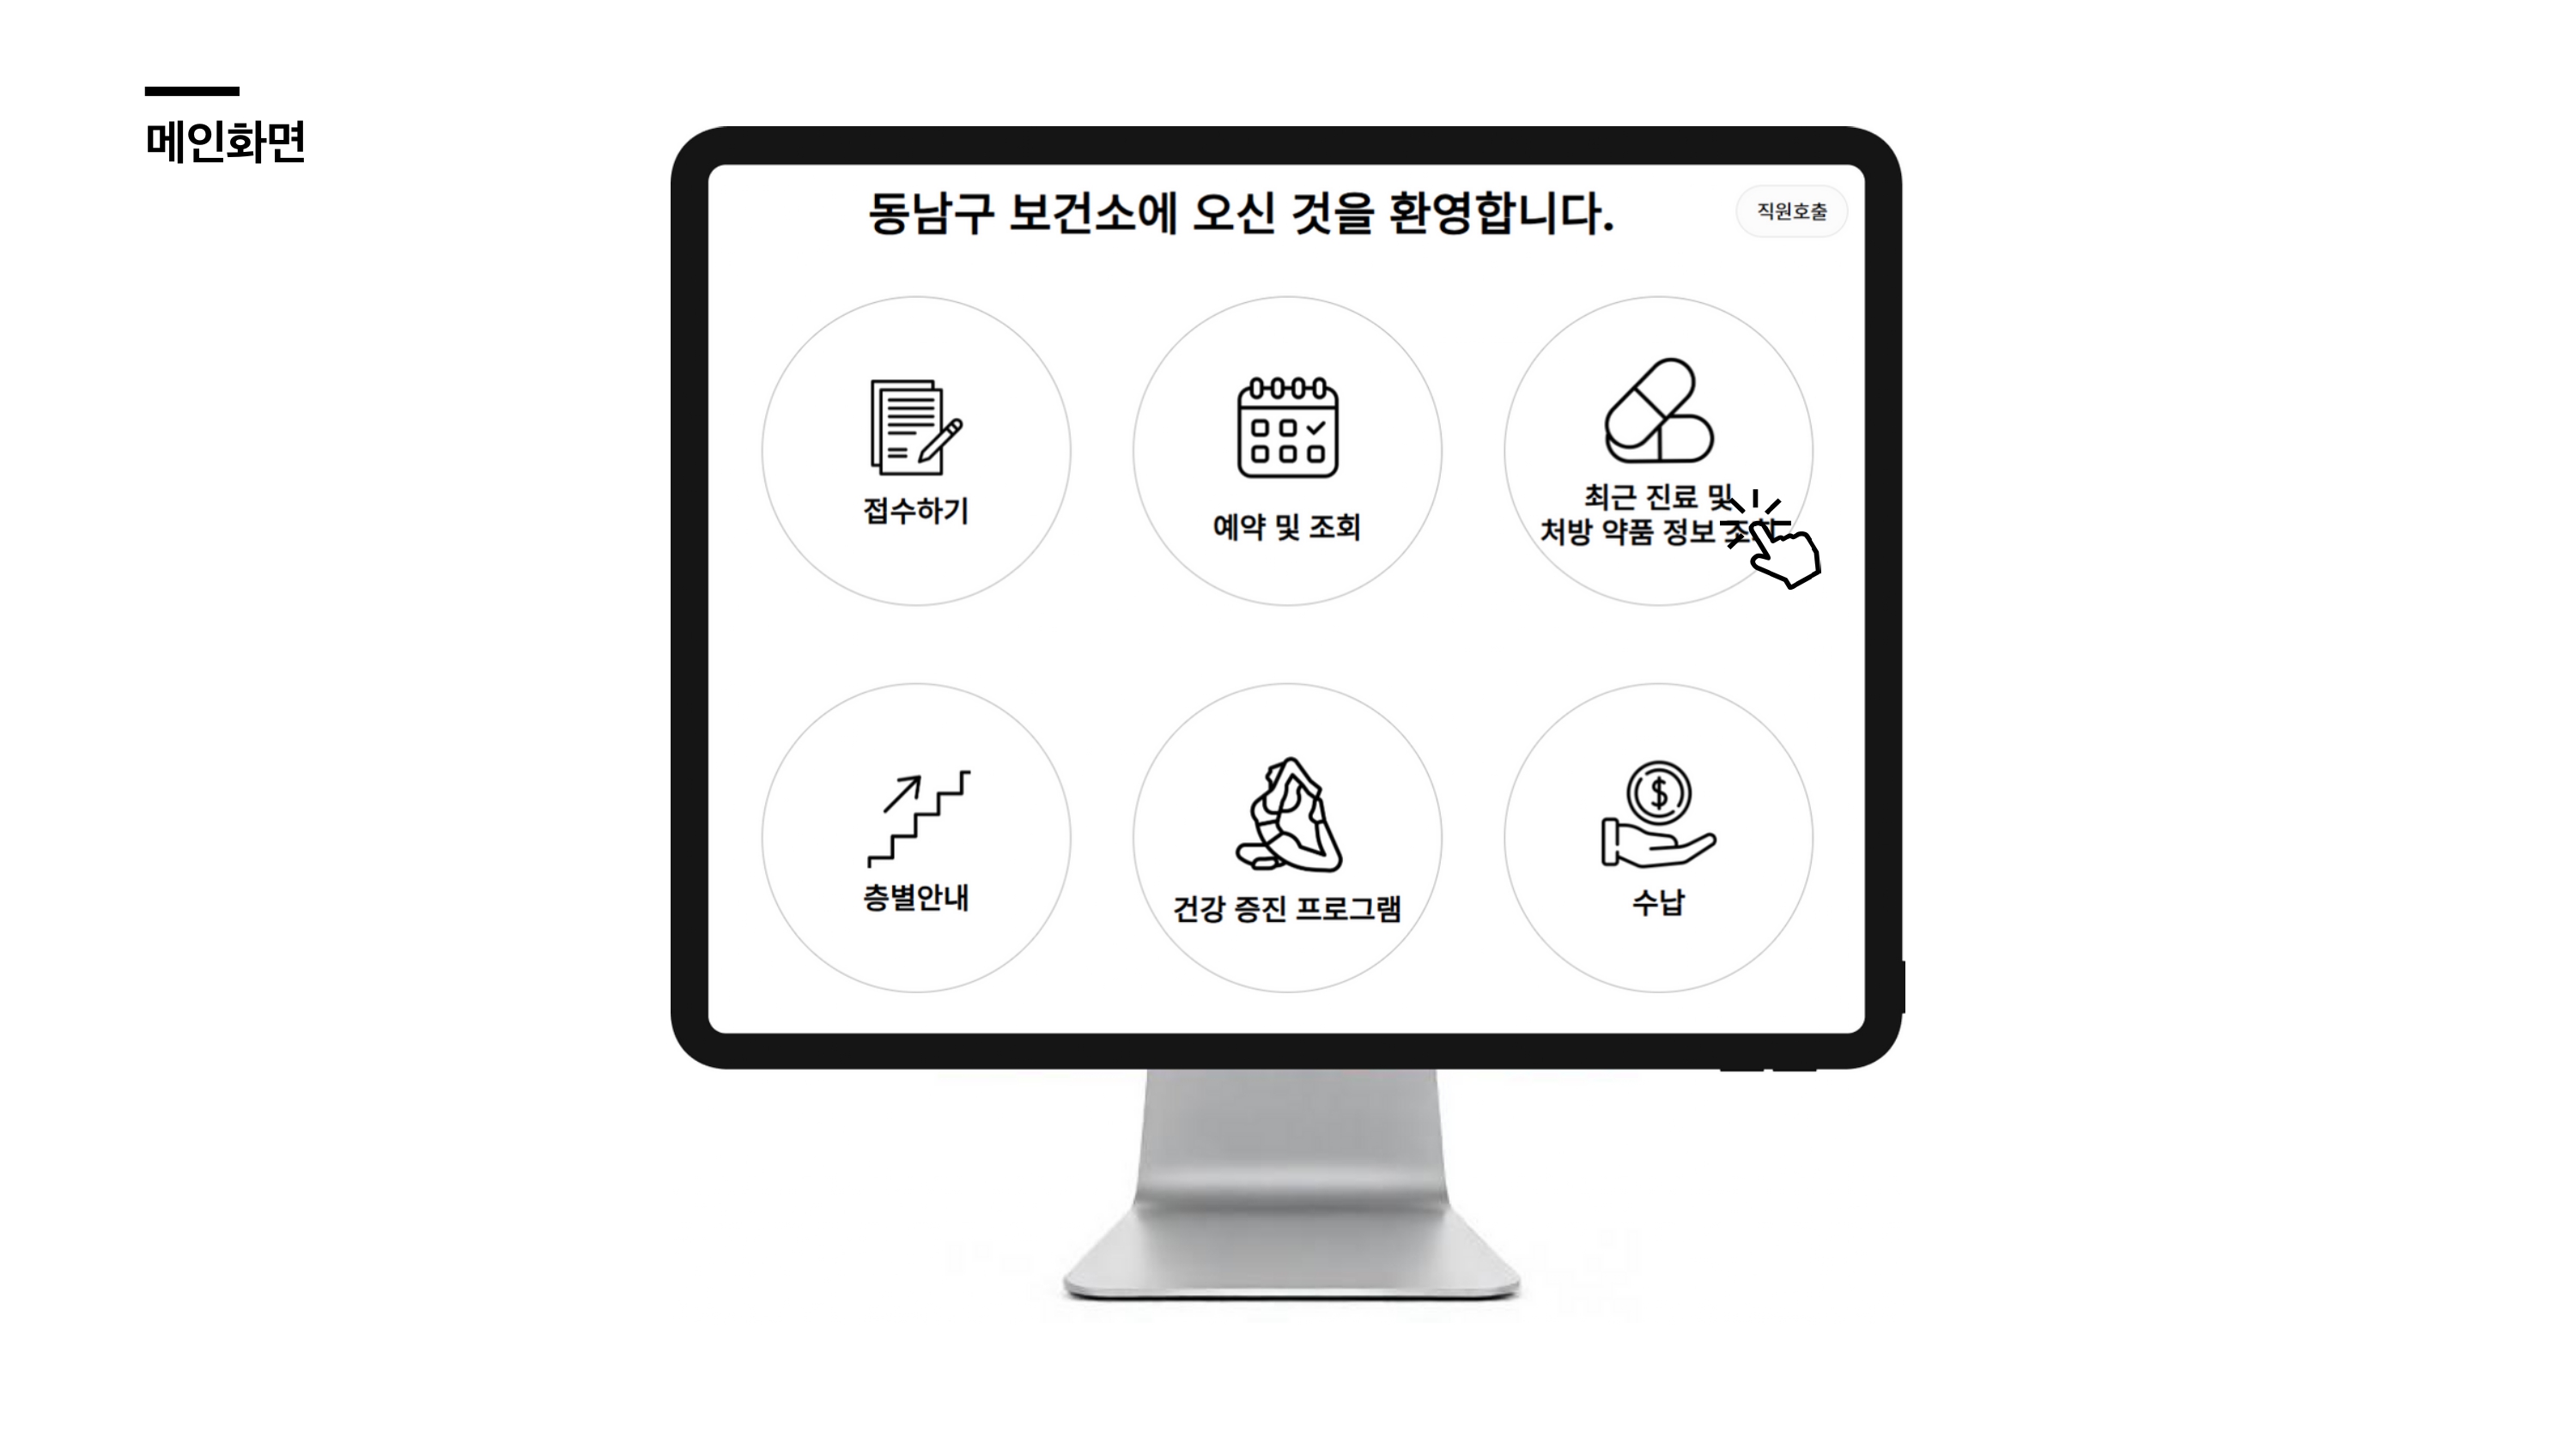 메인화면
동남구 보건소에 오신 것을 환영합니다.
직원호출
접수하기
예약 및 조회
최근 진료 및
처방 약품 정보
층별안내
건강 증진 프로그램
수납